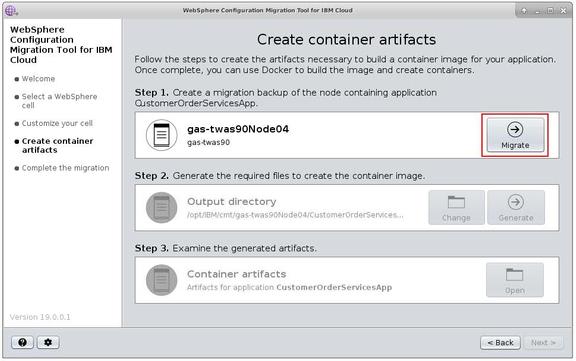 WebSphere Configuration Migration Tool for IBM Cloud
WebSphere
Configuration
Migration Tool for IBM
Cloud
Welcome
Select a WebSphere
cell
Customize your cell
Create container
artifacts
Complete the migration
Version 19.0.0.1
Create container artifacts
Follow the steps to create the artifacts necessary to build a container image for your application.
Once complete, you can use Docker to build the image and create containers.
Step 1. Create a migration backup of the node containing application
CustomerOrderServicesApp.
gas-twas90Node04
gas-twas90
Migrate
Step 2. Generate the required files to create the container image.
Output directory
/opt/IBM/cmt/gas-twas90Node04/CustomerOrderServices...
Change
Generate
Step 3. Examine the generated artifacts.
Container artifacts
Artifacts for application CustomerOrderServicesApp
Open
?
< Back
Next >